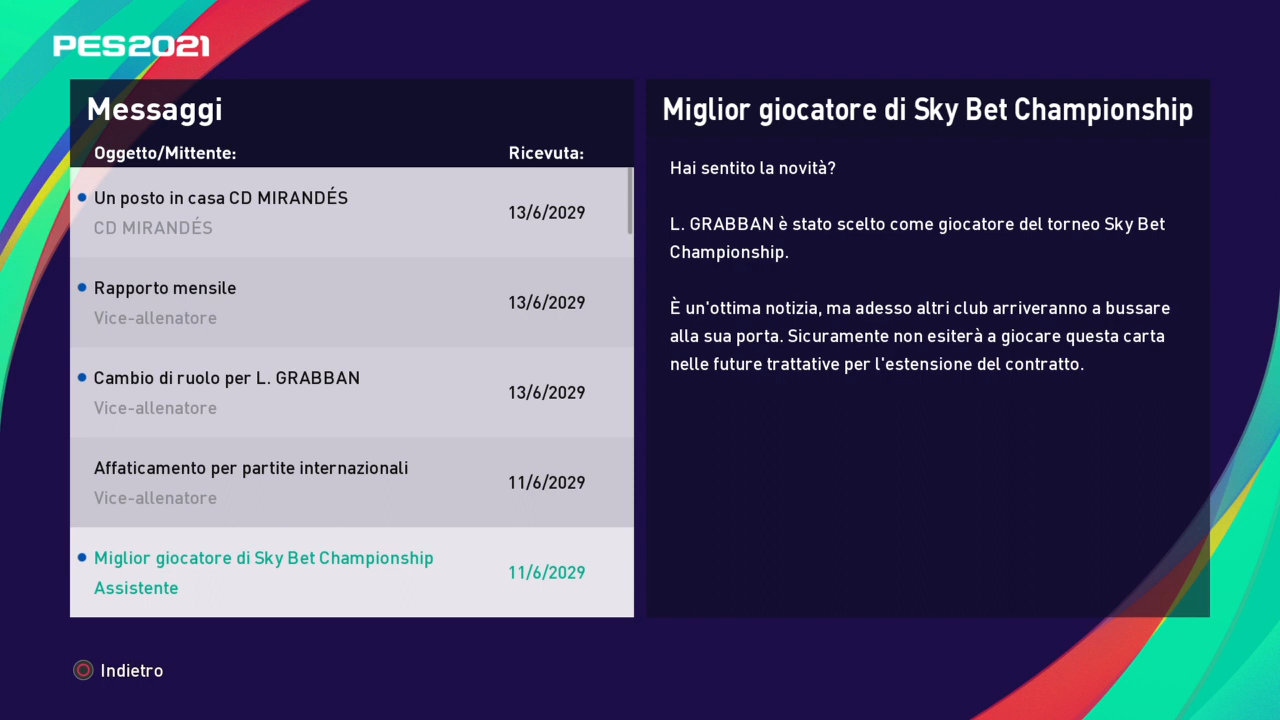 PES2021
Messaggi
Oggetto/Mittente:
Ricevuta:
Un posto in casa CD MIRANDÉS
CD MIRANDÉS
13/6/2029
Rapporto mensile
Vice-allenatore
13/6/2029
Cambio di ruolo per L. GRABBAN
Vice-allenatore
13/6/2029
Affaticamento per partite internazionali
Vice-allenatore
11/6/2029
Miglior giocatore di Sky Bet Championship
Assistente
11/6/2029
Miglior giocatore di Sky Bet Championship
Hai sentito la novità?
L. GRABBAN è stato scelto come giocatore del torneo Sky Bet
Championship.
È un'ottima notizia, ma adesso altri club arriveranno a bussare
alla sua porta. Sicuramente non esiterà a giocare questa carta
nelle future trattative per l'estensione del contratto.
Indietro